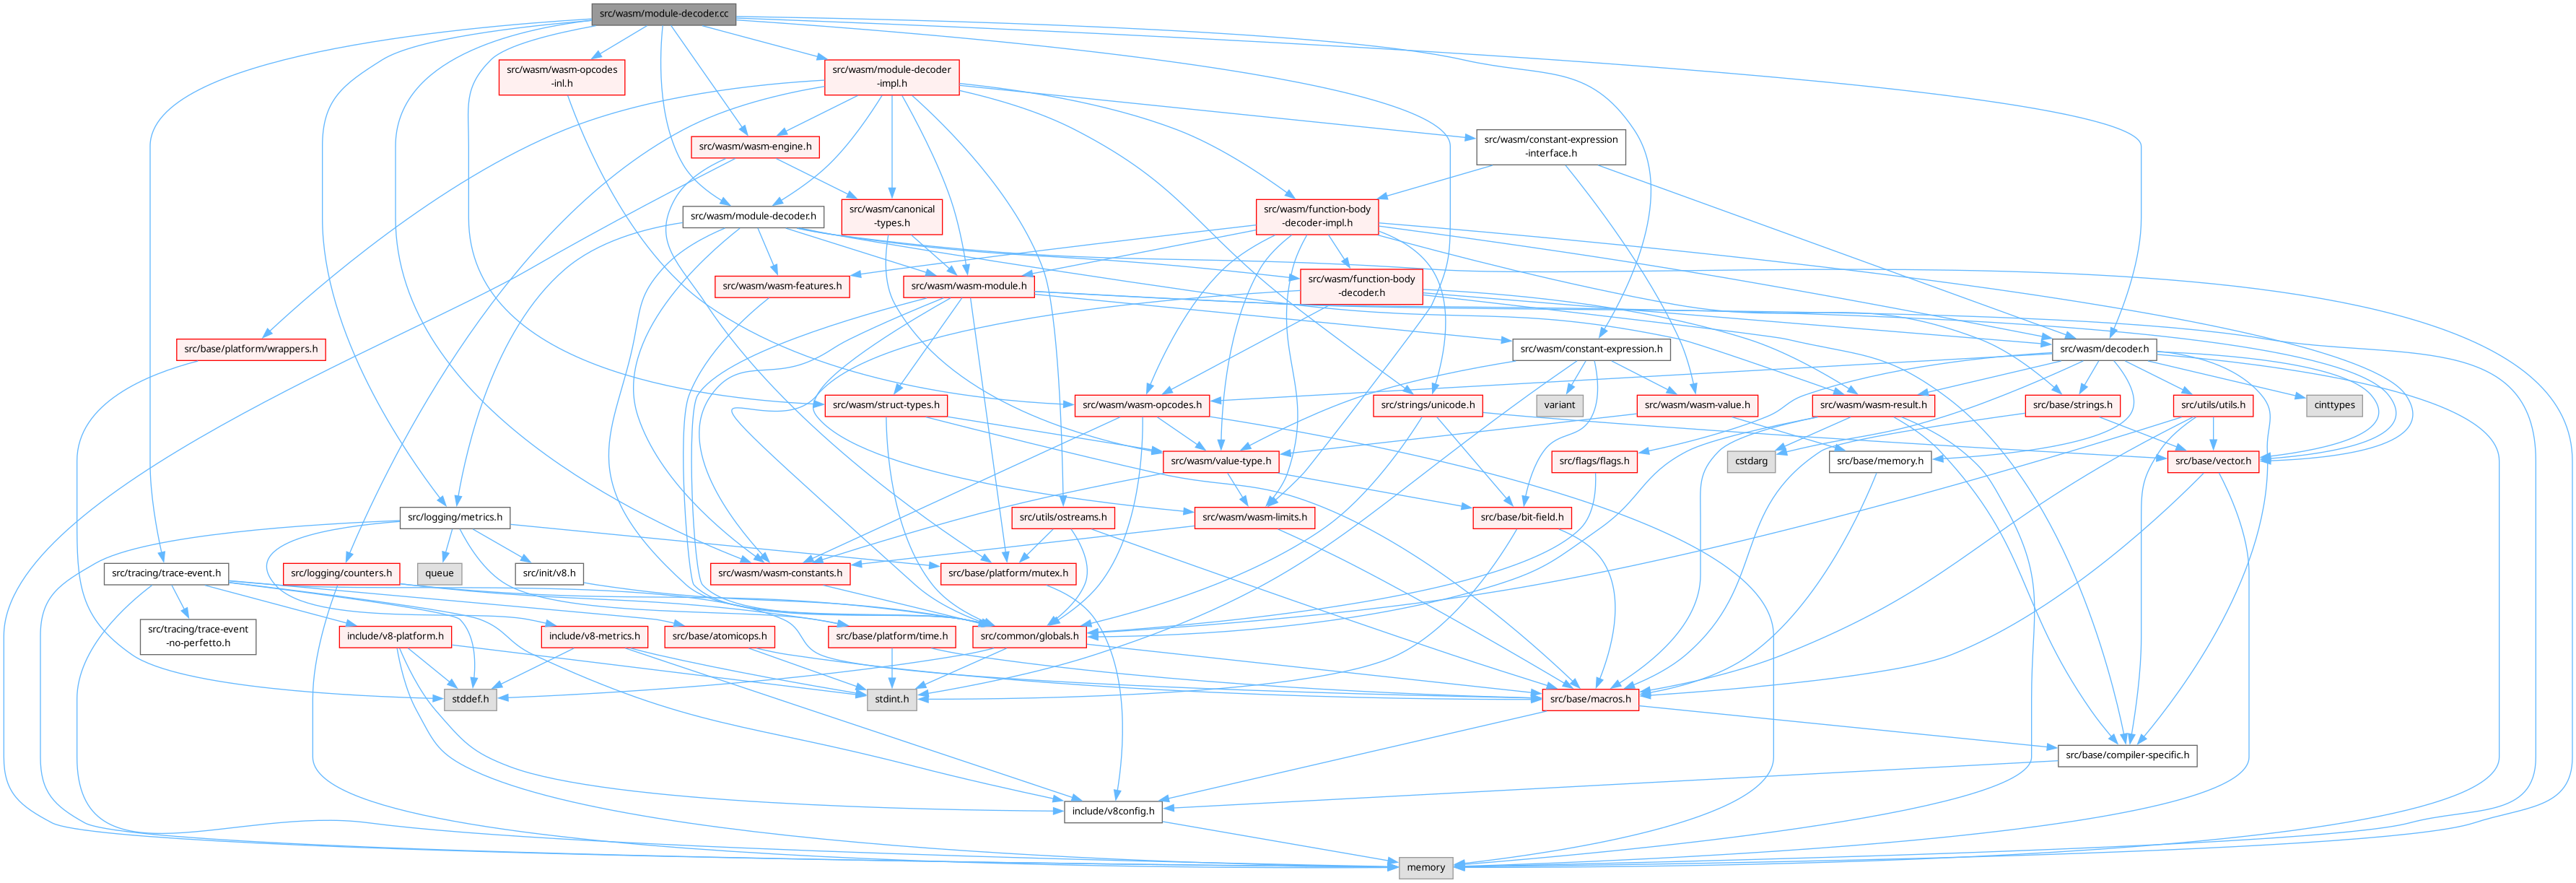 src/wasm/module-decoder.cc
src/wasm/wasm-opcodes
-inl.h
src/wasm/module-decoder
-impl.h
src/wasm/wasm-engine.h
src/wasm/constant-expression
-interface.h
src/wasm/module-decoder.h
src/wasm/canonical
-types.h
src/wasm/function-body
-decoder-impl.h
src/wasm/wasm-features.h
src/wasm/wasm-module.h
src/wasm/function-body
-decoder.h
src/base/platform/wrappers.h
src/wasm/constant-expression.h
src/wasm/decoder.h
src/wasm/struct-types.h
src/wasm/wasm-opcodes.h
src/strings/unicode.h
variant
src/wasm/wasm-value.h
src/wasm/wasm-result.h
src/base/strings.h
src/utils/utils.h
cinttypes
src/wasm/value-type.h
src/flags/flags.h
cstdarg
src/base/memory.h
src/base/vector.h
src/logging/metrics.h
src/utils/ostreams.h
src/wasm/wasm-limits.h
src/base/bit-field.h
src/tracing/trace-event.h
src/logging/counters.h
queue
src/init/v8.h
src/wasm/wasm-constants.h
src/base/platform/mutex.h
src/tracing/trace-event
-no-perfetto.h
include/v8-platform.h
include/v8-metrics.h
src/base/atomicops.h
src/base/platform/time.h
src/common/globals.h
stddef.h
stdint.h
src/base/macros.h
src/base/compiler-specific.h
include/v8config.h
memory